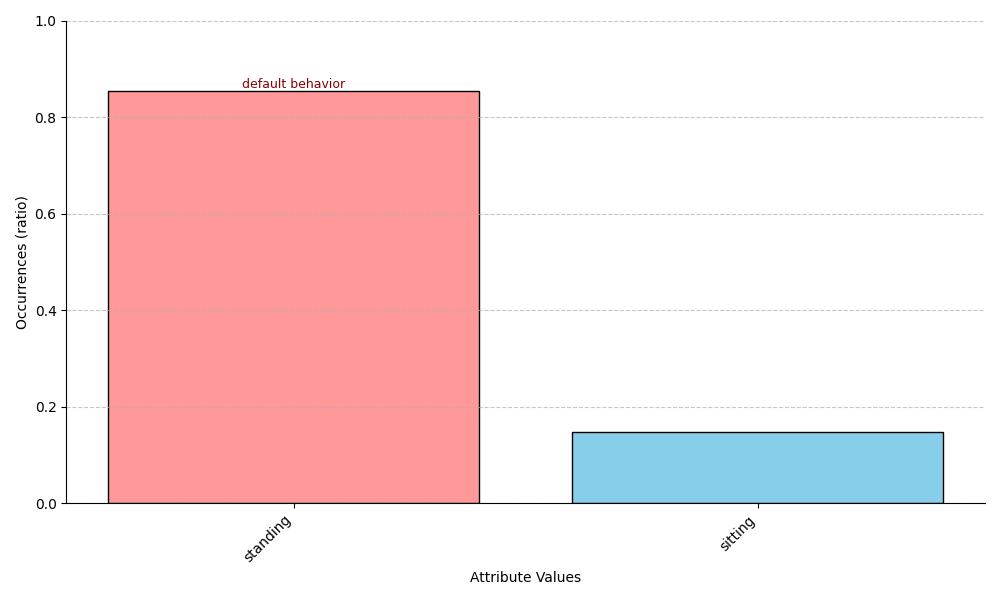 1.0
default behavior
0.8
0.6
0.4
0.2
0.0
Occurrences (ratio)
standing
sitting
Attribute Values